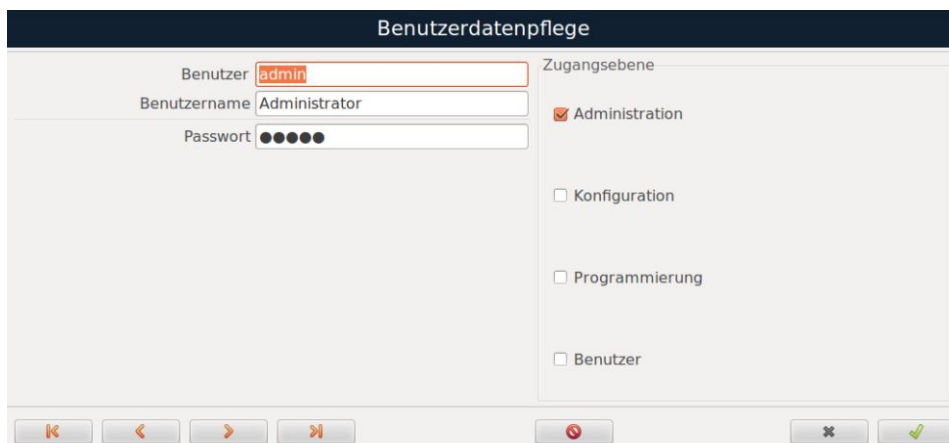 Benutzerdatenpflege
Benutzer admin
Benutzername Administrator
Passwort ●●●●●
Zugangsebene
Administration
Konfiguration
Programmierung
Benutzer